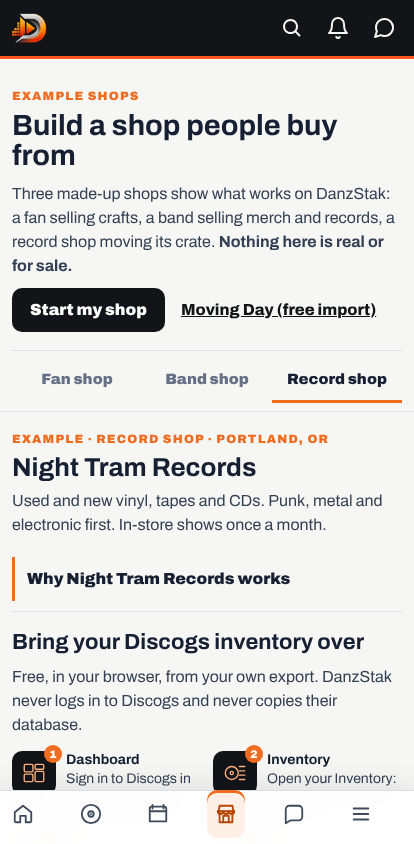 EXAMPLE SHOPS
Build a shop people buy
from
Three made-up shops show what works on DanzStak:
a fan selling crafts, a band selling merch and records, a
record shop moving its crate. Nothing here is real or
for sale.
Start my shop
Moving Day (free import)
Fan shop
Band shop
Record shop
EXAMPLE · RECORD SHOP · PORTLAND, OR
Night Tram Records
Used and new vinyl, tapes and CDs. Punk, metal and
electronic first. In-store shows once a month.
Why Night Tram Records works
Bring your Discogs inventory over
Free, in your browser, from your own export. DanzStak
never logs in to Discogs and never copies their
database.
1
Dashboard
Sign in to Discogs in
2
Inventory
Open your Inventory: